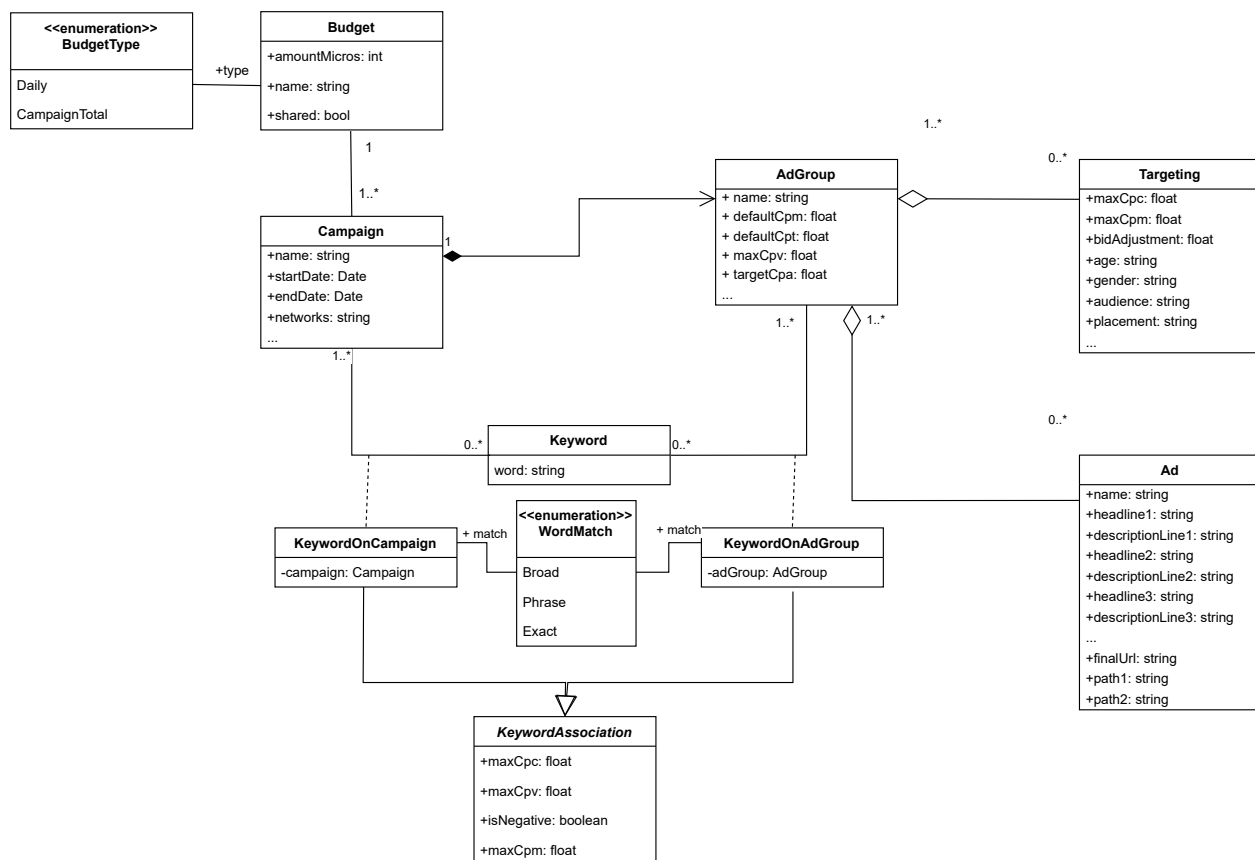 <<enumeration>>
BudgetType
Daily
CampaignTotal
+type
Budget
+amountMicros: int
+name: string
+shared: bool
1
1..*
Campaign
+name: string
+startDate: Date
+endDate: Date
+networks: string
...
1
1..*
AdGroup
+ name: string
+ defaultCpm: float
+ defaultCpt: float
+ maxCpv: float
+ targetCpa: float
...
1..*
0..*
1..*
1..*
Targeting
+maxCpc: float
+maxCpm: float
+bidAdjustment: float
+age: string
+gender: string
+audience: string
+placement: string
...
0..*
Keyword
word: string
0..*
0..*
Ad
+name: string
+headline1: string
+descriptionLine1: string
+headline2: string
+descriptionLine2: string
+headline3: string
+descriptionLine3: string
...
+finalUrl: string
+path1: string
+path2: string
KeywordOnCampaign
-campaign: Campaign
+ match
<<enumeration>>
WordMatch
Broad
Phrase
Exact
+ match
KeywordOnAdGroup
-adGroup: AdGroup
KeywordAssociation
+maxCpc: float
+maxCpv: float
+isNegative: boolean
+maxCpm: float